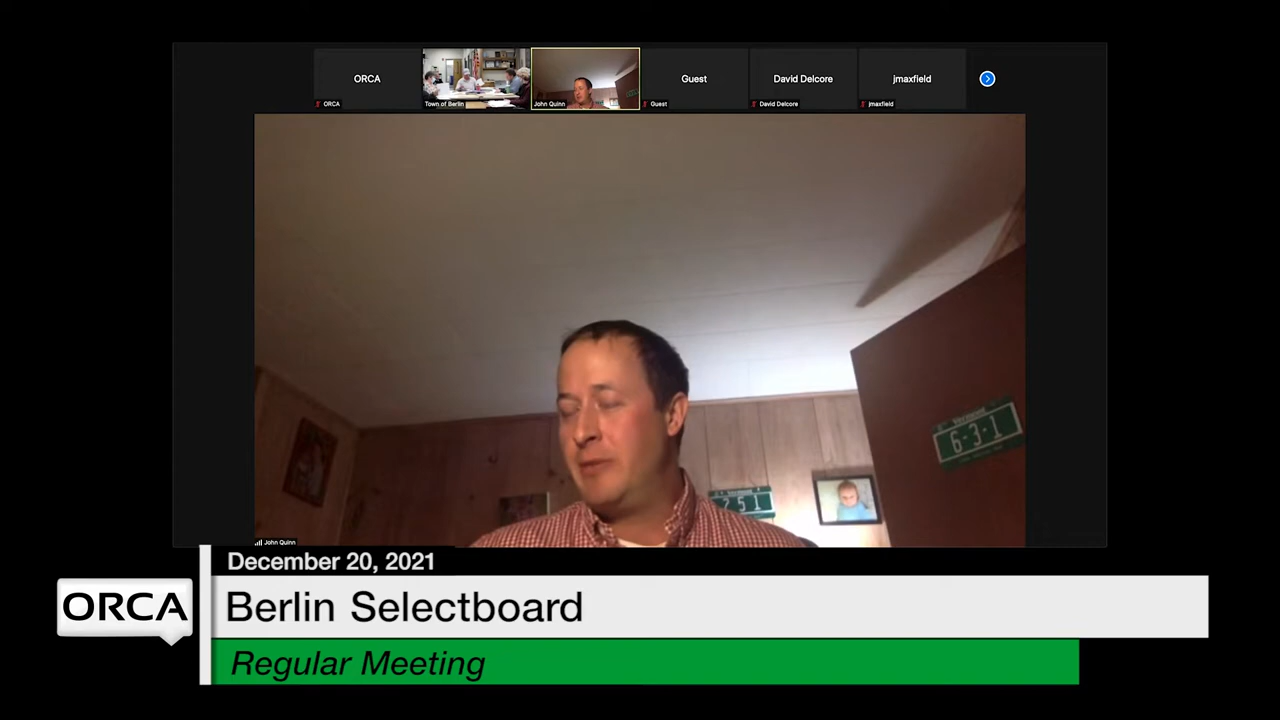 ORCA
Guest
David Delcore
jmaxfield
ORCA
Town of Berlin
John Quinn
Guest
David Delcore
jmaxfield
Vermont
6-3-1
251
John Quinn
December 20, 2021
ORCA
Berlin Selectboard
Regular Meeting